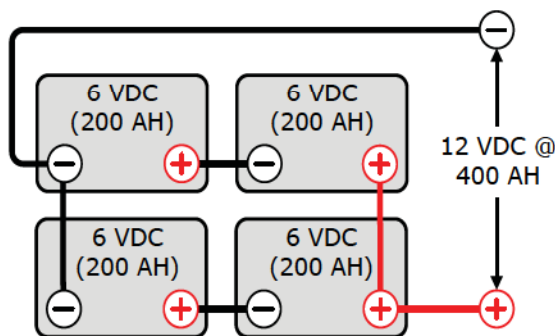 −
6 VDC
(200 AH)
− +
6 VDC
(200 AH)
− +
12 VDC @
400 AH
6 VDC
(200 AH)
− +
6 VDC
(200 AH)
− +
+